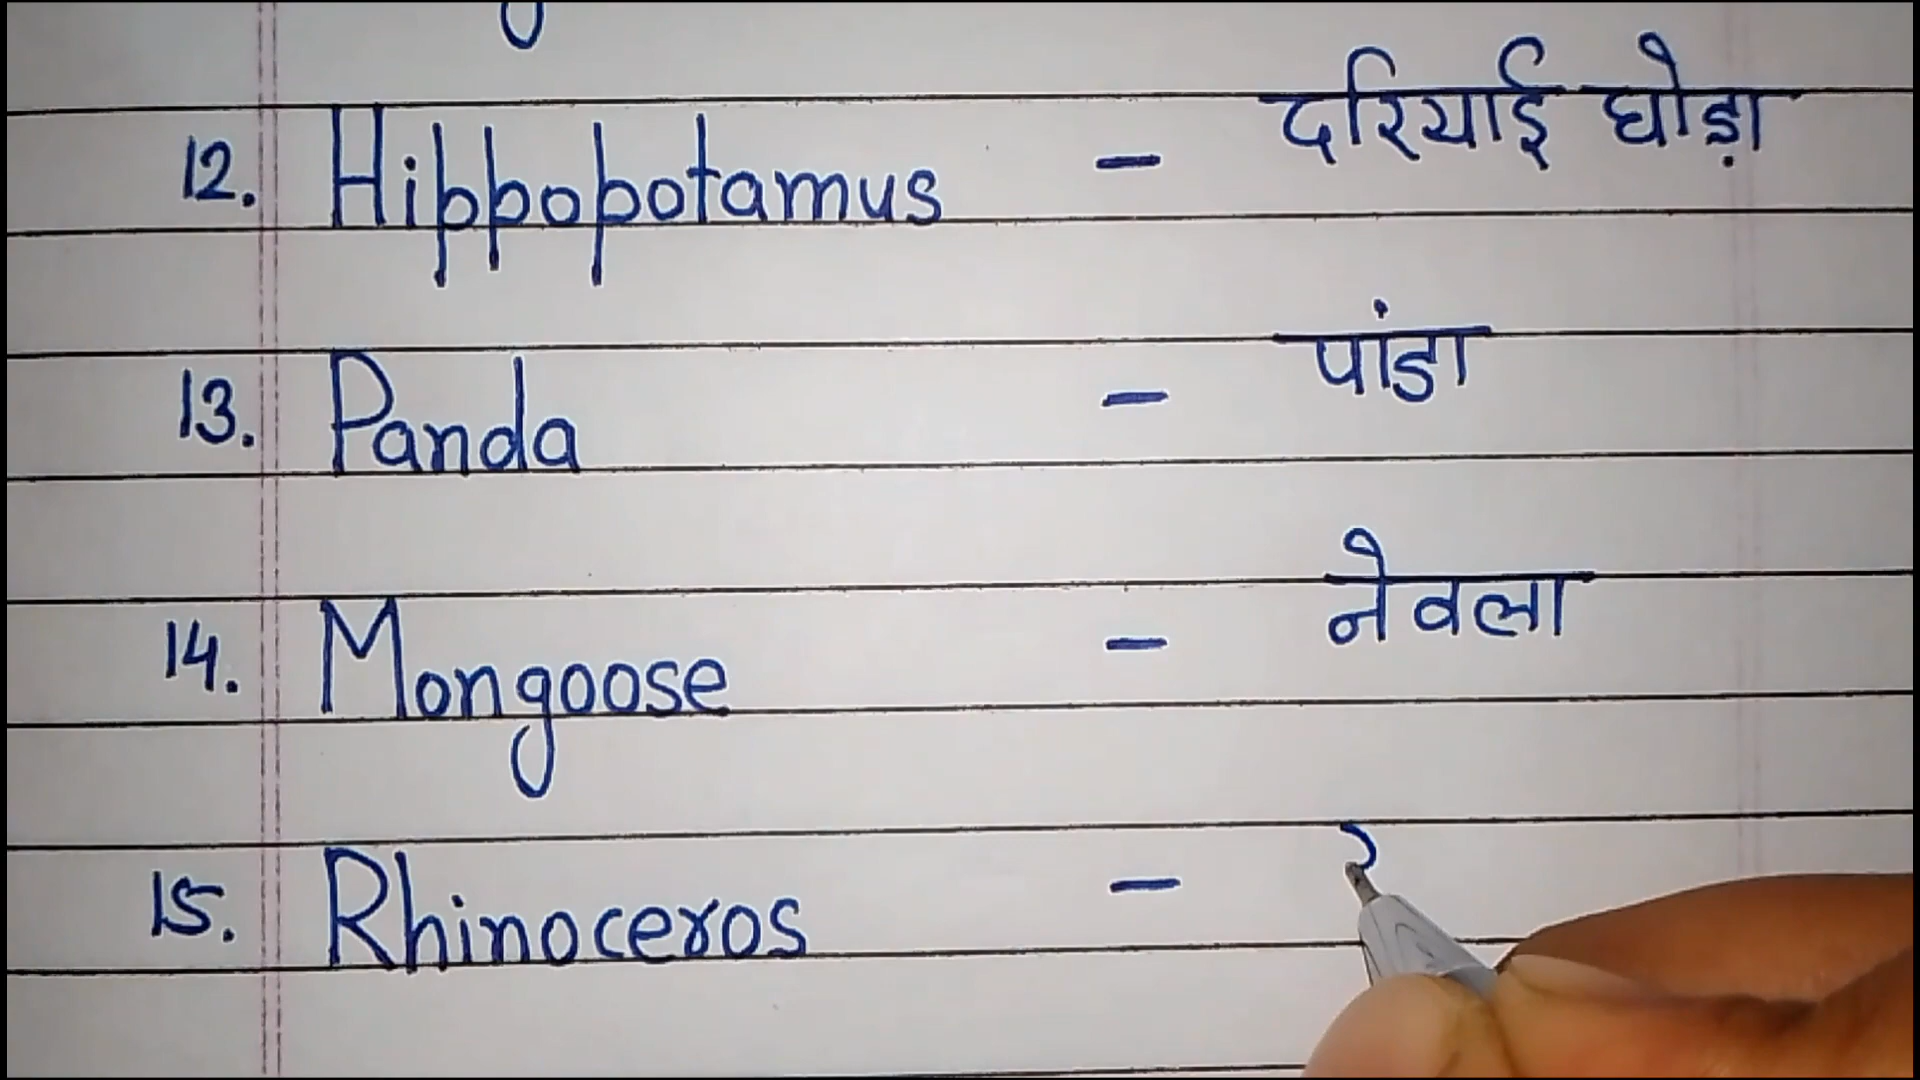 12. Hippopotamus - दरियाई घोड़ा
13. Panda - पांडा
14. Mongoose - नेवला
15. Rhinoceros -